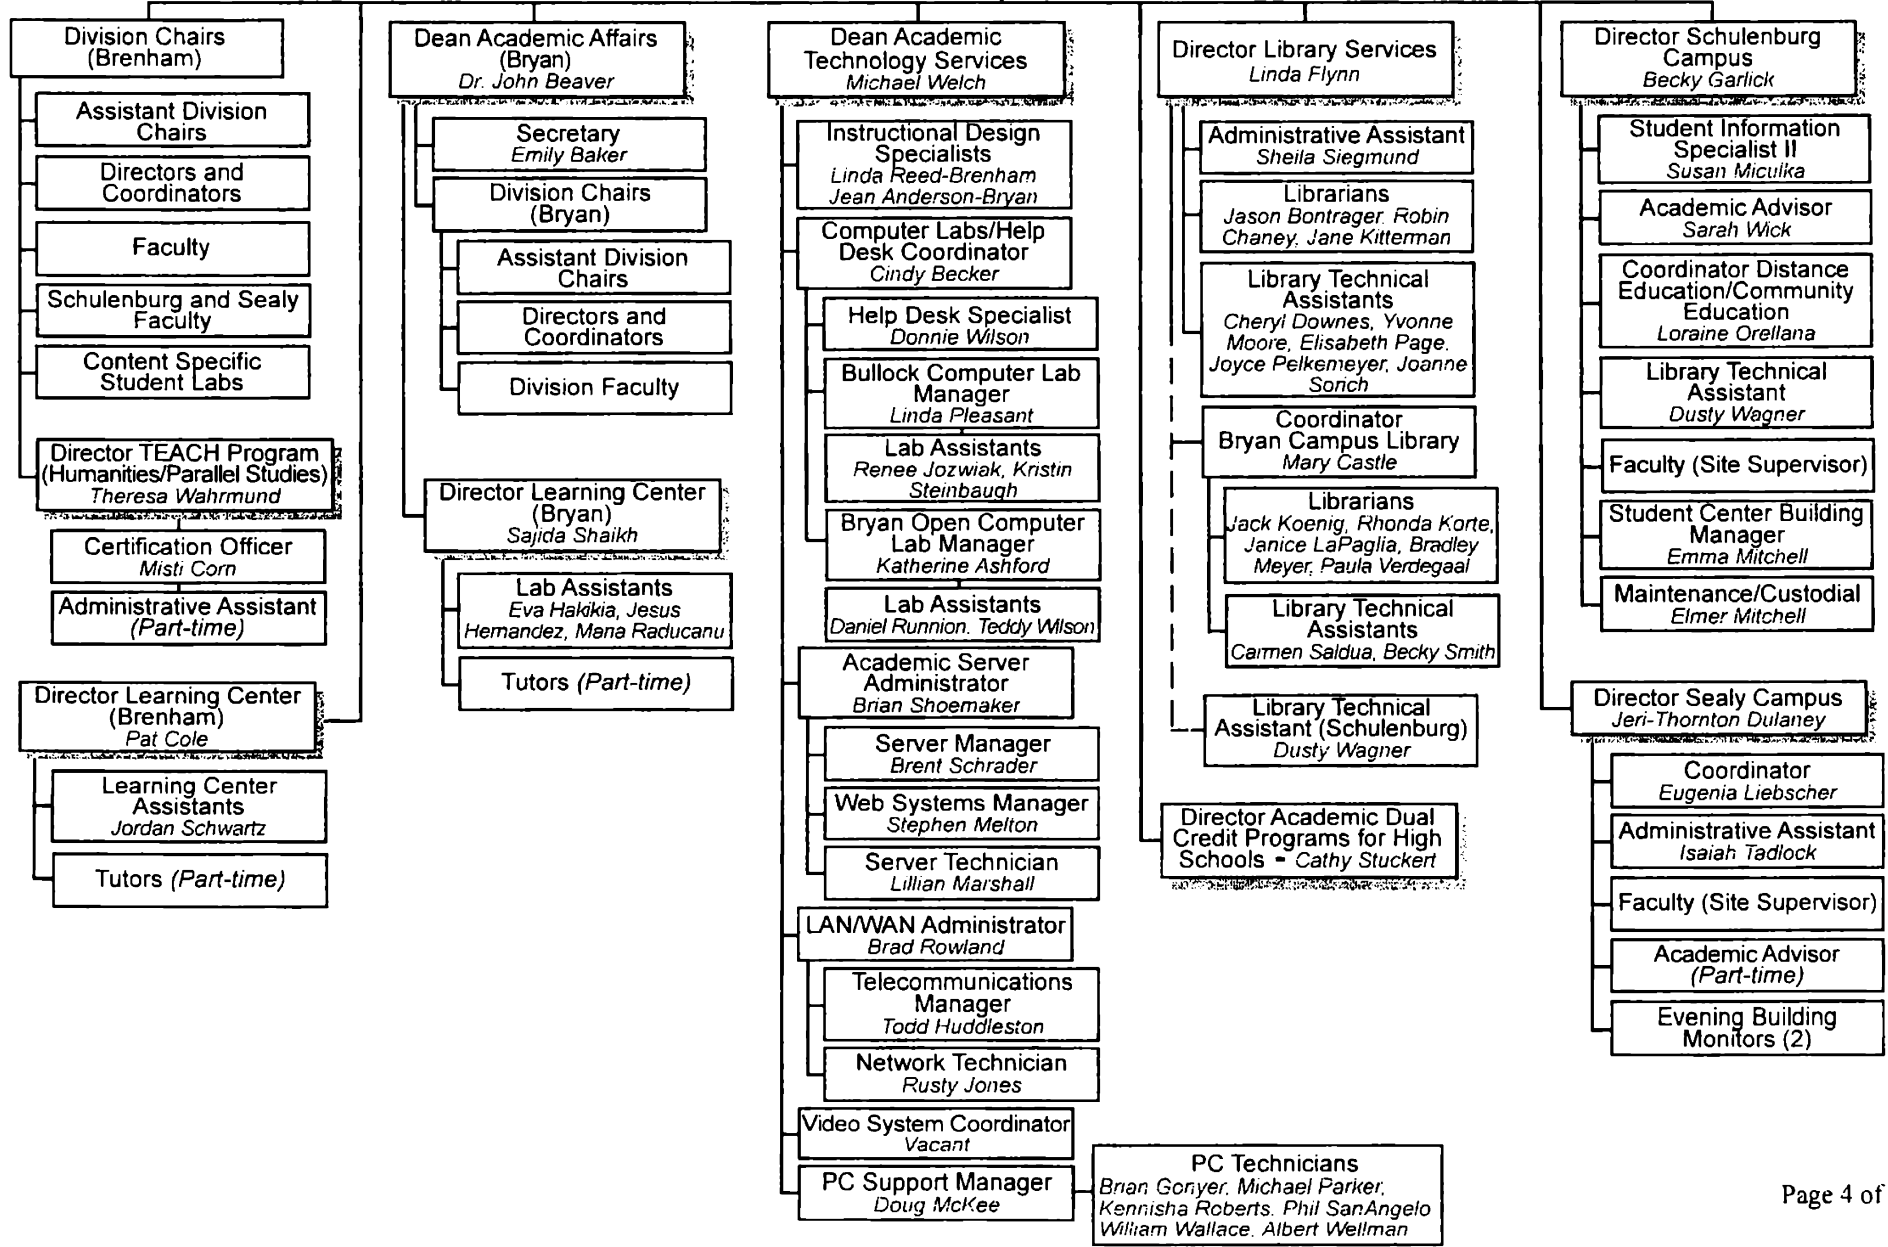 Division Chairs
(Brenham)
Assistant Division
Chairs
Directors and
Coordinators
Faculty
Schulenburg and Sealy
Faculty
Content Specific
Student Labs
Director TEACH Program
(Humanities/Parallel Studies)
Theresa Wahrmund
Certification Officer
Misti Corn
Administrative Assistant
(Part-time)
Director Learning Center
(Brenham)
Pat Cole
Learning Center
Assistants
Jordan Schwartz
Tutors (Part-time)
Dean Academic Affairs
(Bryan)
Dr. John Beaver
Secretary
Emily Baker
Division Chairs
(Bryan)
Assistant Division
Chairs
Directors and
Coordinators
Division Faculty
Director Learning Center
(Bryan)
Sajida Shaikh
Lab Assistants
Eva Hakikia, Jesus
Hernandez, Maria Raducanu
Tutors (Part-time)
Dean Academic
Technology Services
Michael Welch
Instructional Design
Specialists
Linda Reed-Brenham
Jean Anderson-Bryan
Computer Labs/Help
Desk Coordinator
Cindy Becker
Help Desk Specialist
Donnie Wilson
Bullock Computer Lab
Manager
Linda Pleasant
Lab Assistants
Renee Jozwiak, Kristin
Steinbaugh
Bryan Open Computer
Lab Manager
Katherine Ashford
Lab Assistants
Daniel Runnion, Teddy Wilson
Academic Server
Administrator
Brian Shoemaker
Server Manager
Brent Schrader
Web Systems Manager
Stephen Melton
Server Technician
Lillian Marshall
LAN/WAN Administrator
Brad Rowland
Telecommunications
Manager
Todd Huddleston
Network Technician
Rusty Jones
Video System Coordinator
Vacant
PC Support Manager
Doug McKee
PC Technicians
Brian Gonyer, Michael Parker,
Kennisha Roberts, Phil SanAngelo
William Wallace, Albert Wellman
Director Library Services
Linda Flynn
Administrative Assistant
Sheila Siegmund
Librarians
Jason Bontrager, Robin
Chaney, Jane Kitterman
Library Technical
Assistants
Cheryl Downes, Yvonne
Moore, Elisabeth Page,
Joyce Pelkemeyer, Joanne
Sorich
Coordinator
Bryan Campus Library
Mary Castle
Librarians
Jack Koenig, Rhonda Korte,
Janice LaPaglia, Bradley
Meyer, Paula Verdegaal
Library Technical
Assistants
Carmen Saldua, Becky Smith
Library Technical
Assistant (Schulenburg)
Dusty Wagner
Director Academic Dual
Credit Programs for High
Schools - Cathy Stuckert
Director Schulenburg
Campus
Becky Garlick
Student Information
Specialist II
Susan Miculka
Academic Advisor
Sarah Wick
Coordinator Distance
Education/Community
Education
Loraine Orellana
Library Technical
Assistant
Dusty Wagner
Faculty (Site Supervisor)
Student Center Building
Manager
Emma Mitchell
Maintenance/Custodial
Elmer Mitchell
Director Sealy Campus
Jeri-Thornton Dulaney
Coordinator
Eugenia Liebscher
Administrative Assistant
Isaiah Tadlock
Faculty (Site Supervisor)
Academic Advisor
(Part-time)
Evening Building
Monitors (2)
Page 4 of